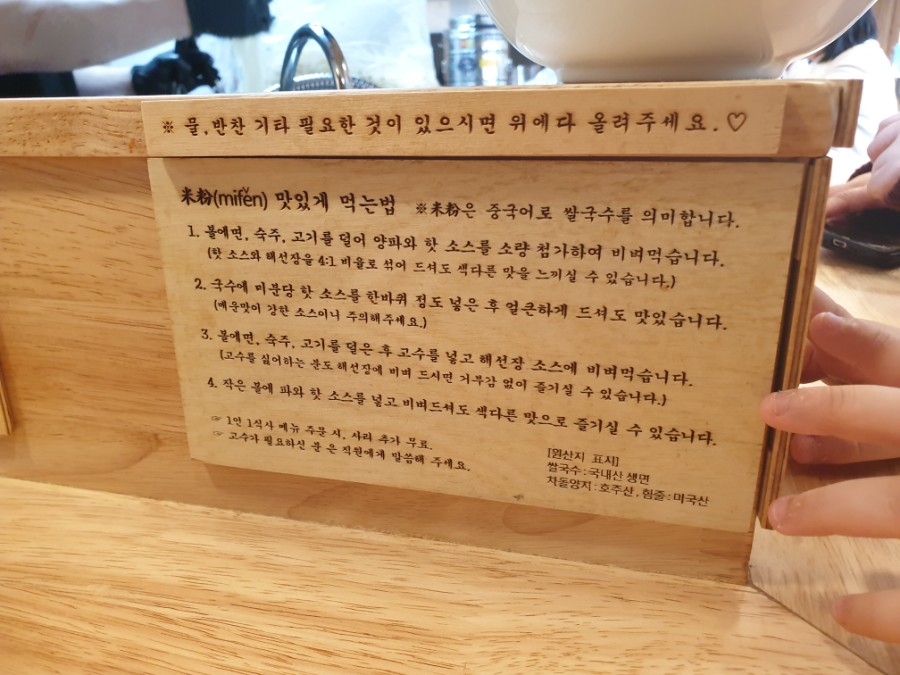 ※ 물, 반찬 기타 필요한 것이 있으시면 위에다 올려주세요.♡
米粉(mifěn) 맛있게 먹는법 ※米粉은 중국어로 쌀국수를 의미합니다.
1. 볼에면, 숙주, 고기를 덜어 양파와 핫 소스를 소량 첨가하여 비벼먹습니다.
(핫 소스와 해선장을 4:1 비율로 섞어 드셔도 색다른 맛을 느끼실 수 있습니다.)
2. 국수에 미분당 핫 소스를 한바퀴 정도 넣은 후 얼큰하게 드셔도 맛있습니다.
(매운맛이 강한 소스이니 주의해주세요.)
3. 볼에면, 숙주, 고기를 덜은 후 고수를 넣고 해선장 소스에 비벼먹습니다.
(고수를 싫어하는 분도 해선장에 비벼 드시면 거부감 없이 즐기실 수 있습니다.)
4. 작은 볼에 파와 핫 소스를 넣고 비벼드셔도 색다른 맛으로 즐기실 수 있습니다.
☞ 1인 1식사 메뉴 주문 시, 사리 추가 무료.
☞ 고수가 필요하신 분 은 직원에게 말씀해 주세요.
[원산지 표시]
쌀국수 : 국내산 생면
차돌양지 : 호주산 , 힘줄 : 미국산